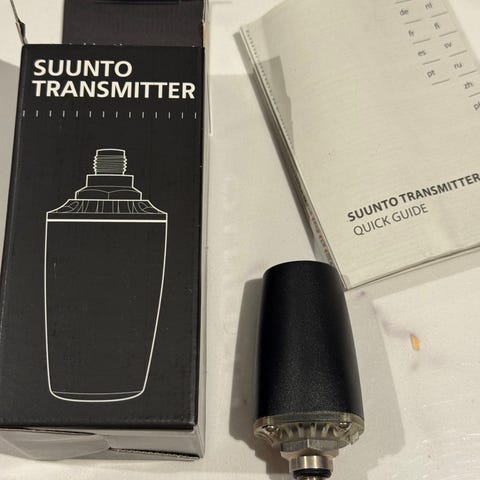 SUUNTO
TRANSMITTER
de nl
fr fi
es sv
pt ru
zh
SUUNTO TRANSMITTER
QUICK GUIDE